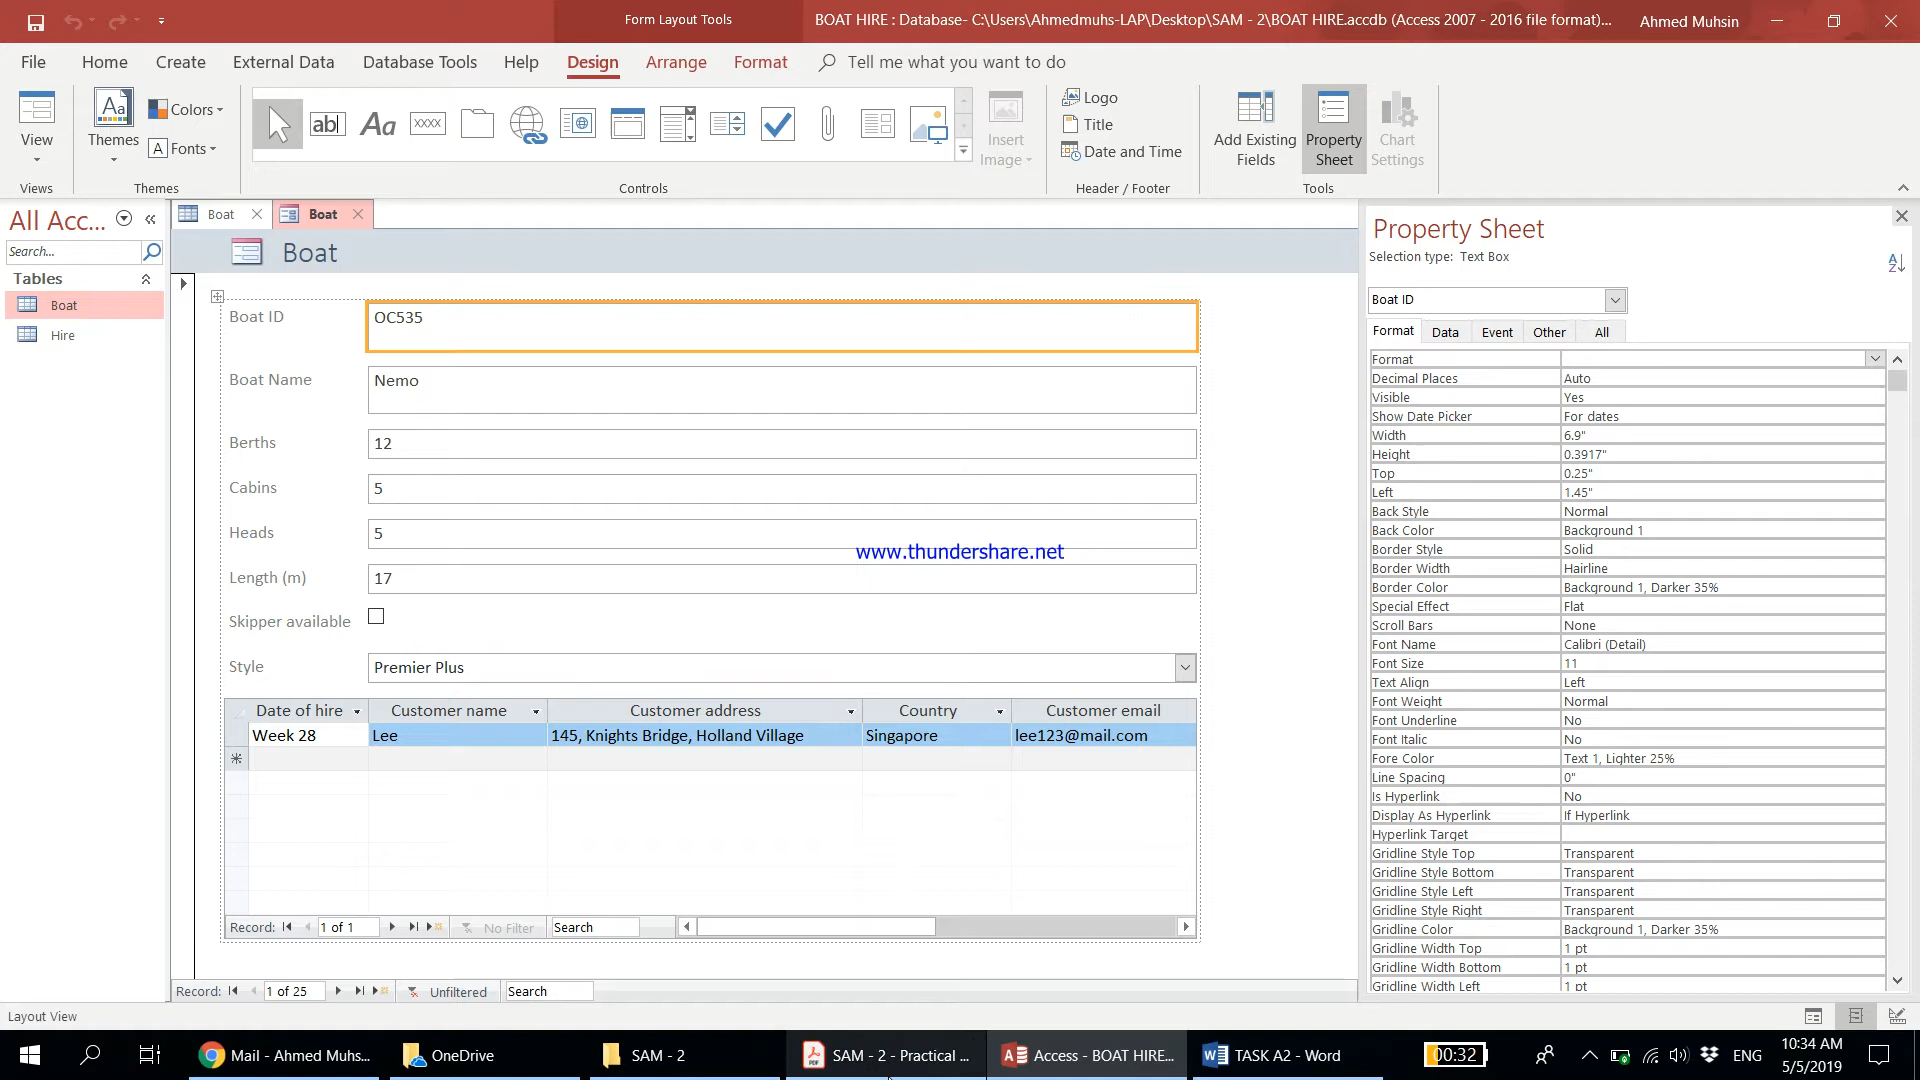 Form Layout Tools
BOAT HIRE : Database- C:\Users\Ahmedmuhs-LAP\Desktop\SAM - 2\BOAT HIRE.accdb (Access 2007 - 2016 file format)...
Ahmed Muhsin
File Home Create External Data Database Tools Help Design Arrange Format Tell me what you want to do
View
Themes
Colors
A Fonts
Aa
ab
Aa
XXXX
Insert Image
Logo
Title
Date and Time
Add Existing Fields
Property Sheet
Chart Settings
Views Themes Controls Header / Footer Tools
All Acc...
Search...
Tables
Boat
Hire
Boat
Boat
Boat
Boat ID OC535
Boat Name Nemo
Berths 12
Cabins 5
Heads 5
www.thundershare.net
Length (m) 17
Skipper available
Style Premier Plus
Date of hire Customer name Customer address Country Customer email
Week 28 Lee 145, Knights Bridge, Holland Village Singapore lee123@mail.com
Record: 1 of 1 No Filter Search
Record: 1 of 25 Unfiltered Search
Property Sheet
Selection type: Text Box
Boat ID
Format Data Event Other All
Format
Decimal Places Auto
Visible Yes
Show Date Picker For dates
Width 6.9"
Height 0.3917"
Top 0.25"
Left 1.45"
Back Style Normal
Back Color Background 1
Border Style Solid
Border Width Hairline
Border Color Background 1, Darker 35%
Special Effect Flat
Scroll Bars None
Font Name Calibri (Detail)
Font Size 11
Text Align Left
Font Weight Normal
Font Underline No
Font Italic No
Fore Color Text 1, Lighter 25%
Line Spacing 0"
Is Hyperlink No
Display As Hyperlink If Hyperlink
Hyperlink Target
Gridline Style Top Transparent
Gridline Style Bottom Transparent
Gridline Style Left Transparent
Gridline Style Right Transparent
Gridline Color Background 1, Darker 35%
Gridline Width Top 1 pt
Gridline Width Bottom 1 pt
Gridline Width Left 1 pt
Layout View
Mail - Ahmed Muhs...
OneDrive
SAM - 2
SAM - 2 - Practical ...
Access - BOAT HIRE...
TASK A2 - Word
00:32
ENG
10:34 AM
5/5/2019